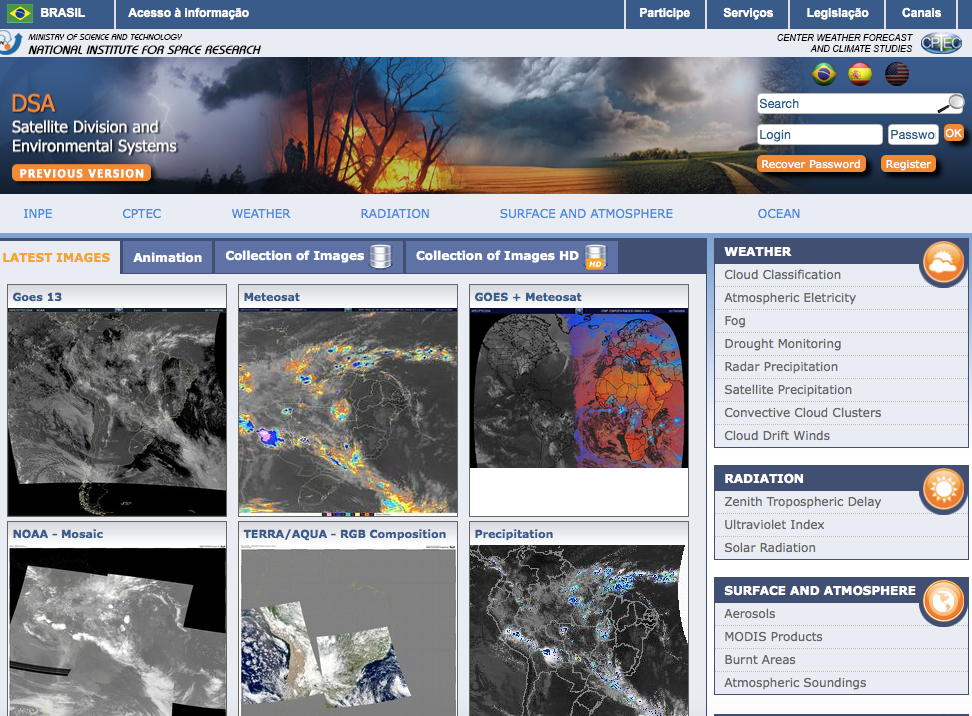 BRASIL
Acesso à informação
Participe
Serviços
Legislação
Canais
MINISTRY OF SCIENCE AND TECHNOLOGY
NATIONAL INSTITUTE FOR SPACE RESEARCH
CENTER WEATHER FORECAST
AND CLIMATE STUDIES
CPTEC
DSA
Satellite Division and
Environmental Systems
PREVIOUS VERSION
Search
Login
Passwo
OK
Recover Password
Register
INPE
CPTEC
WEATHER
RADIATION
SURFACE AND ATMOSPHERE
OCEAN
LATEST IMAGES
Animation
Collection of Images
Collection of Images HD
HD
Goes 13
Meteosat
GOES + Meteosat
NOAA - Mosaic
TERRA/AQUA - RGB Composition
Precipitation
WEATHER
Cloud Classification
Atmospheric Eletricity
Fog
Drought Monitoring
Radar Precipitation
Satellite Precipitation
Convective Cloud Clusters
Cloud Drift Winds
RADIATION
Zenith Tropospheric Delay
Ultraviolet Index
Solar Radiation
SURFACE AND ATMOSPHERE
Aerosols
MODIS Products
Burnt Areas
Atmospheric Soundings